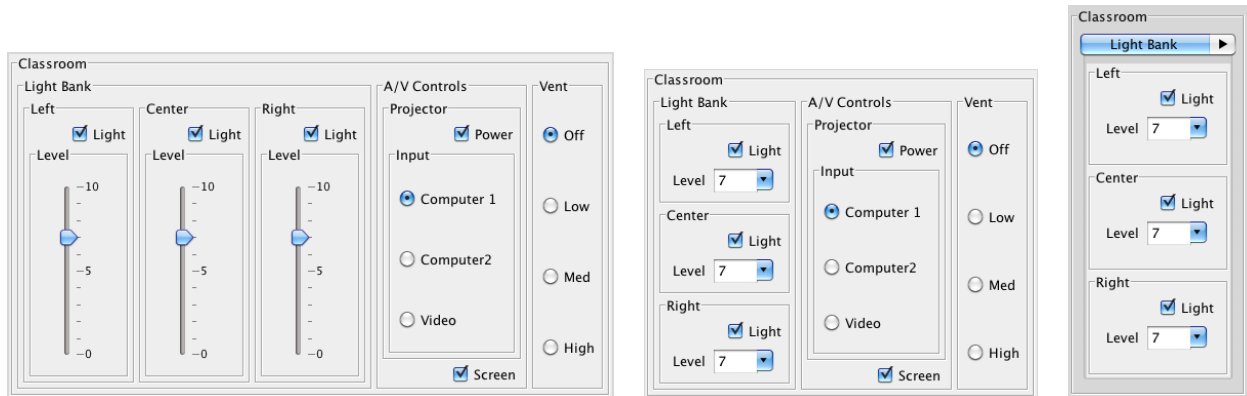 Classroom
Light Bank A/V Controls Vent
Left Center Right Projector
Light Light Light Power Off
Level Level Level Input
10 10 10
Computer 1
Low
Computer2
5 5 5
Med
Video
High
0 0 0
Screen
Classroom
Light Bank A/V Controls Vent
Left Projector
Light Power Off
Level 7 Input
Computer 1
Center Low
Light
Level 7 Computer2
Med
Right
Light Video
High
Level 7
Screen
Classroom
Light Bank
Left
Light
Level 7
Center
Light
Level 7
Right
Light
Level 7